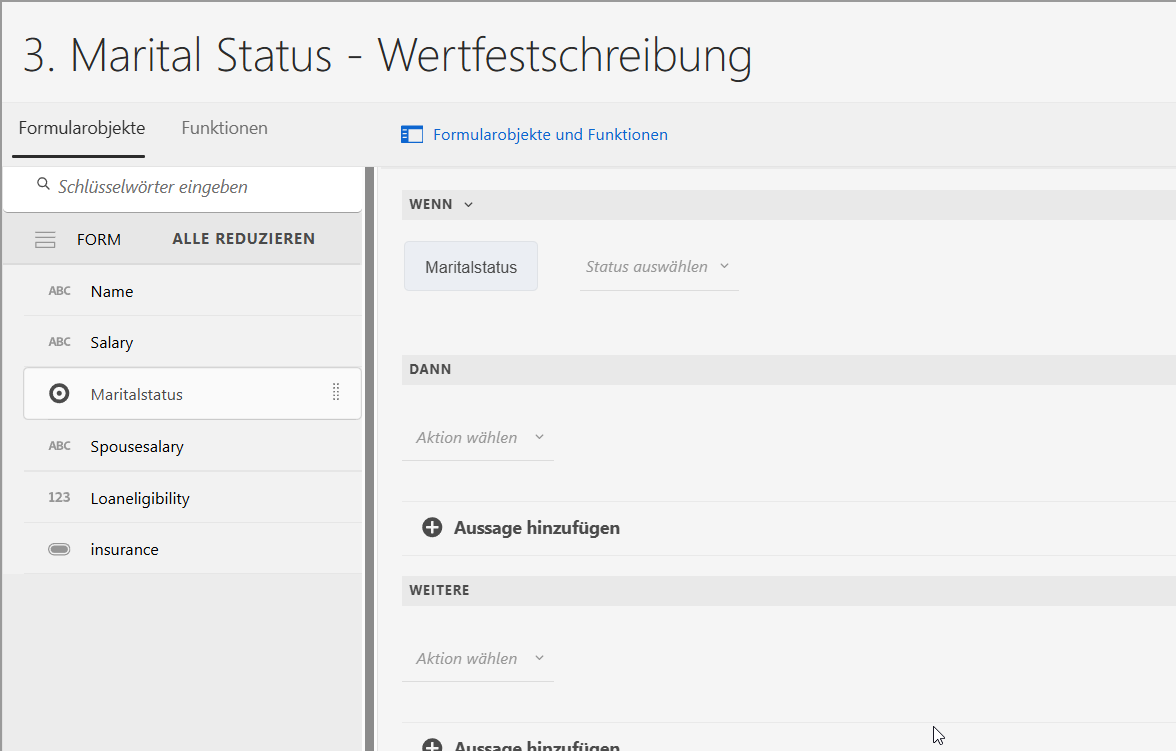 3. Marital Status - Wertfestschreibung
Formularobjekte
Funktionen
Formularobjekte und Funktionen
Schlüsselwörter eingeben
FORM
ALLE REDUZIEREN
ABC Name
ABC Salary
Maritalstatus
ABC Spousesalary
123 Loaneligibility
insurance
WENN
Maritalstatus
Status auswählen
DANN
Aktion wählen
Aussage hinzufügen
WEITERE
Aktion wählen
Aussage hinzufügen